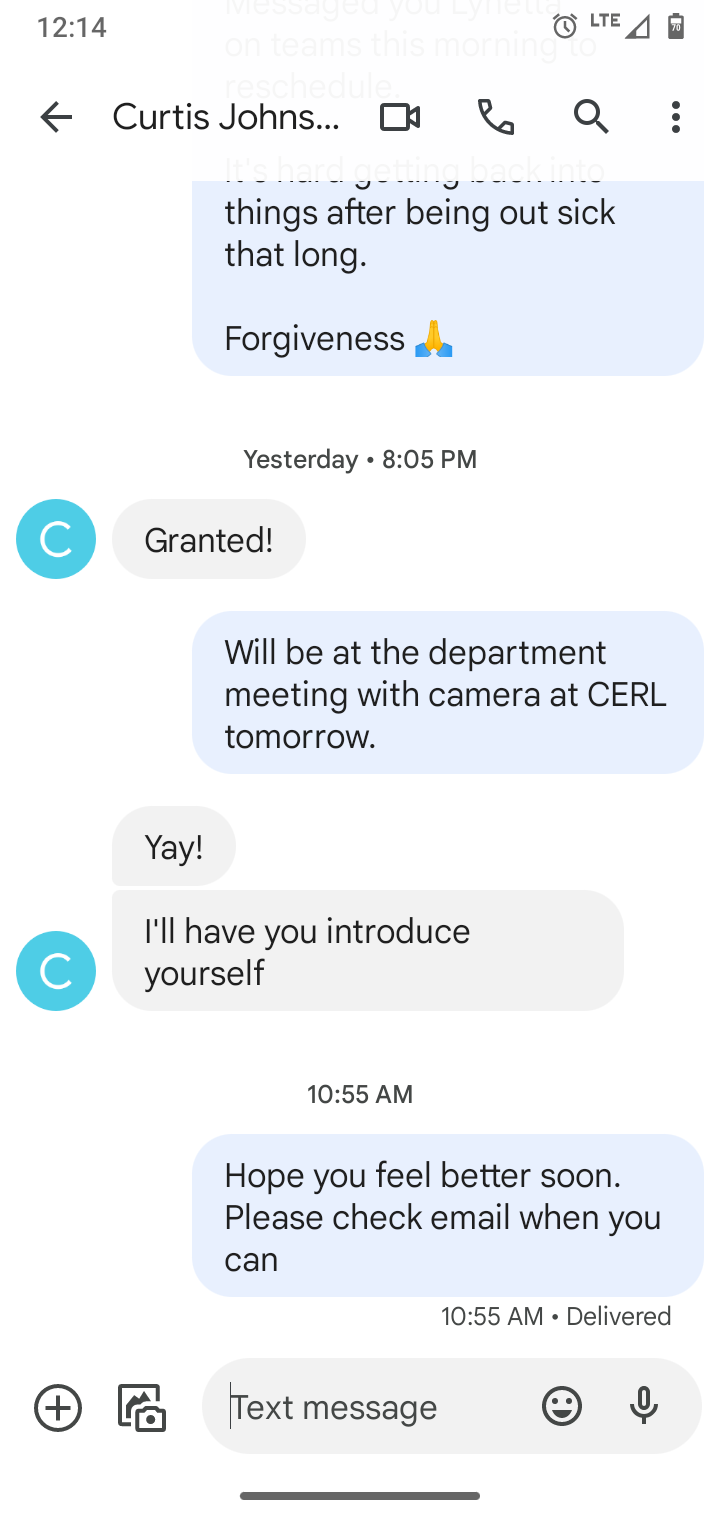 12:14
LTE
70
Messaged you Lynetta
on teams this morning to
reschedule.
Curtis Johns...
It's hard getting back into
things after being out sick
that long.
Forgiveness 🙏
Yesterday • 8:05 PM
C
Granted!
Will be at the department
meeting with camera at CERL
tomorrow.
Yay!
I'll have you introduce
yourself
C
10:55 AM
Hope you feel better soon.
Please check email when you
can
10:55 AM • Delivered
Text message